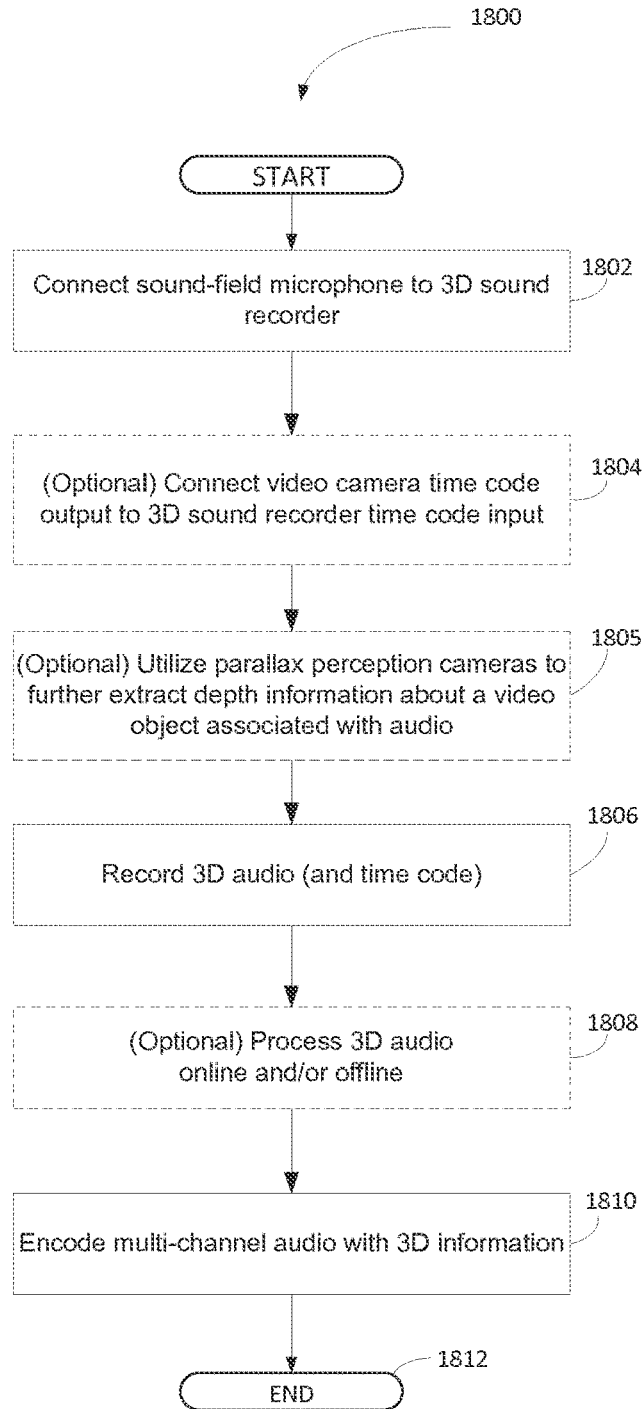 1800
START
1802
Connect sound-field microphone to 3D sound
recorder
1804
(Optional) Connect video camera time code
output to 3D sound recorder time code input
1805
(Optional) Utilize parallax perception cameras to
further extract depth information about a video
object associated with audio
1806
Record 3D audio (and time code)
1808
(Optional) Process 3D audio
online and/or offline
1810
Encode multi-channel audio with 3D information
1812
END